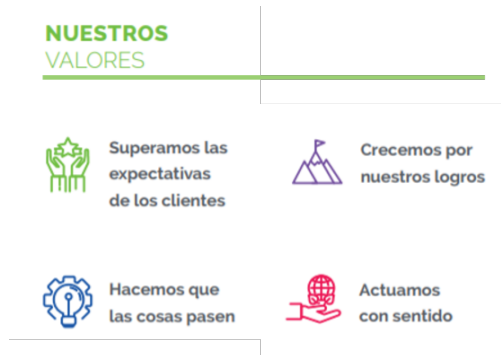 NUESTROS
VALORES
Superamos las
expectativas
de los clientes
Crecemos por
nuestros logros
Hacemos que
las cosas pasen
Actuamos
con sentido